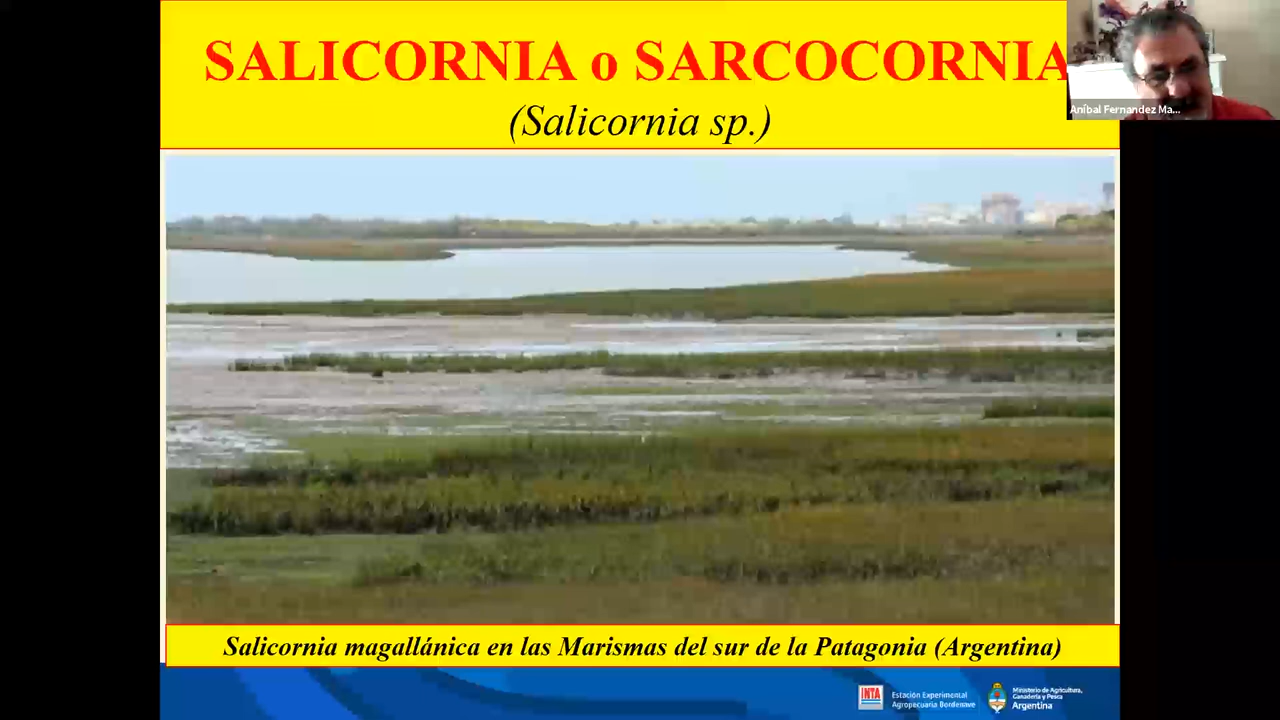 SALICORNIA o SARCOCORNIA
(Salicornia sp.)
Aníbal Fernandez Ma...
Salicornia magallánica en las Marismas del sur de la Patagonia (Argentina)
INTA
Estación Experimental
Agropecuaria Bordenave
Ministerio de Agricultura,
Ganadería y Pesca
Argentina